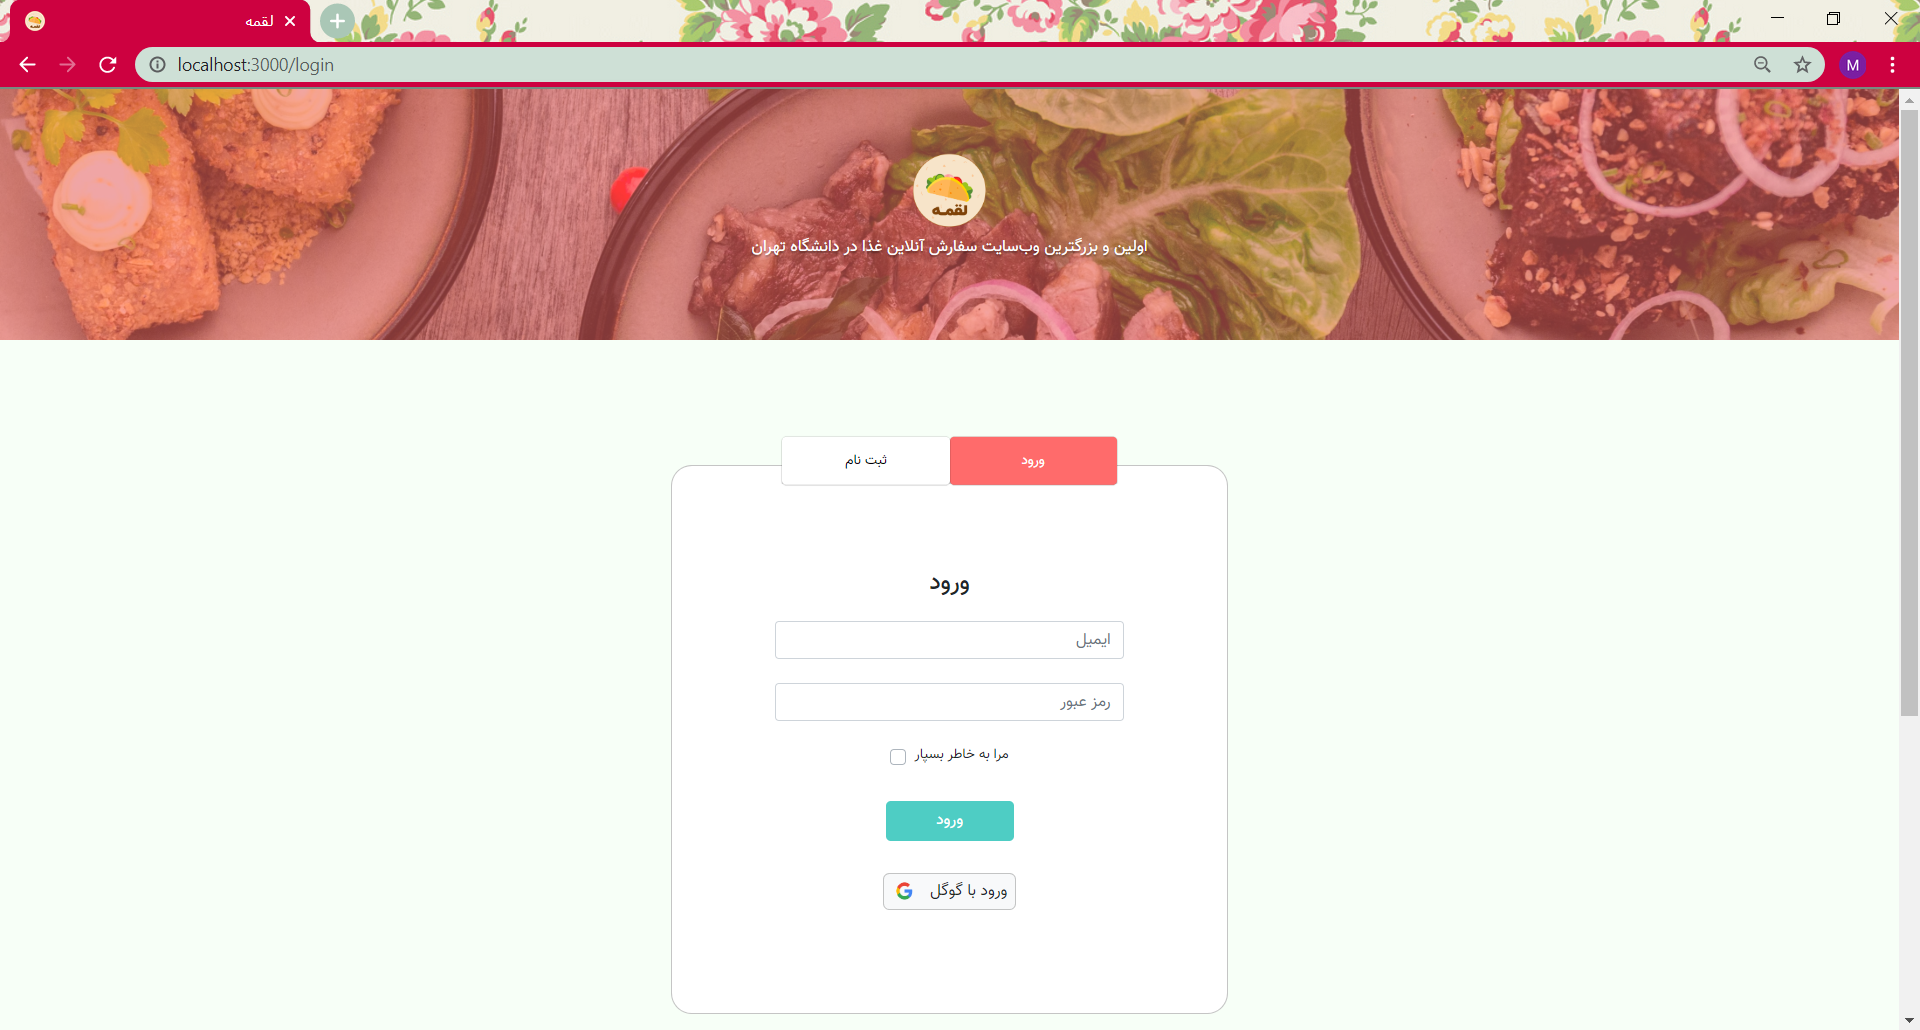 لقمه
localhost:3000/login
M
لقمه
اولین و بزرگترین وب‌سایت سفارش آنلاین غذا در دانشگاه تهران
ورود
ثبت نام
ورود
ایمیل
رمز عبور
مرا به خاطر بسپار
ورود
ورود با گوگل